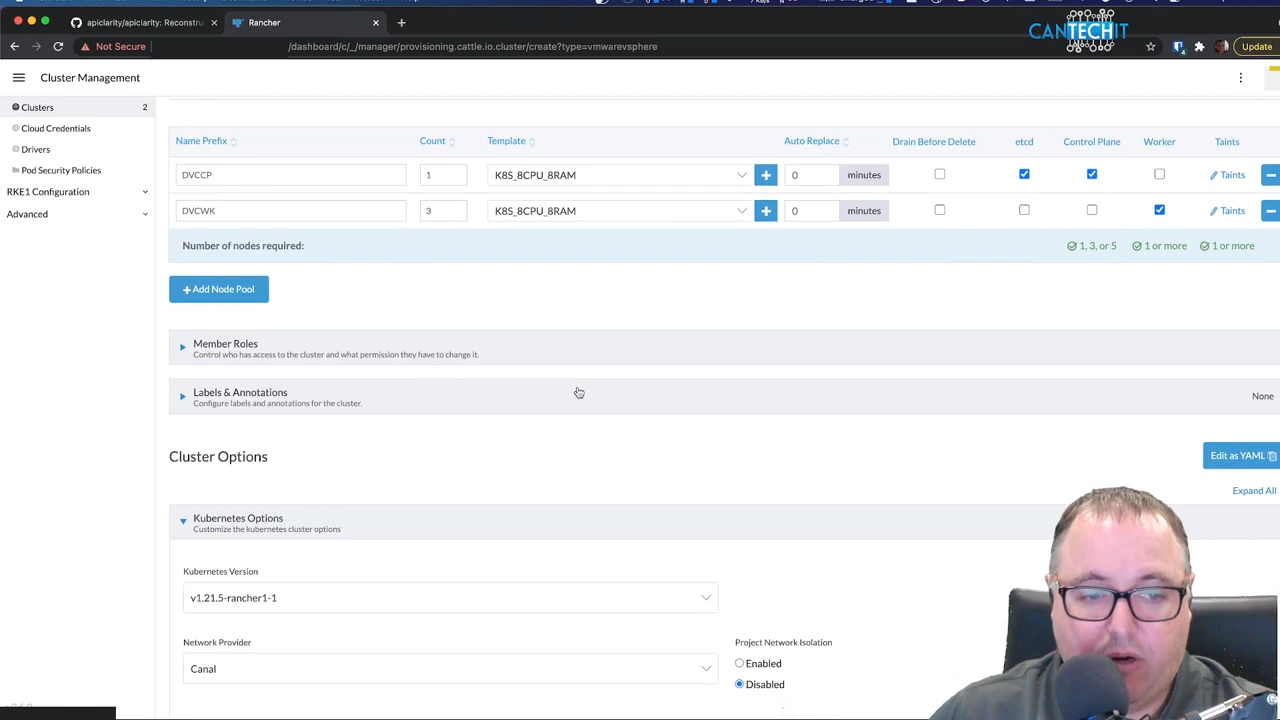 apiclarity/apiclarity: Reconstru
Rancher
Not Secure
/dashboard/c/_/manager/provisioning.cattle.io.cluster/create?type=vmwarevsphere
Update
CANTECHIT
Cluster Management
Clusters 2
Cloud Credentials
Drivers
Pod Security Policies
RKE1 Configuration
Advanced
Name Prefix Count Template Auto Replace Drain Before Delete etcd Control Plane Worker Taints
DVCCP 1 K8S_8CPU_8RAM 0 minutes Taints
DVCWK 3 K8S_8CPU_8RAM 0 minutes Taints
Number of nodes required: 1, 3, or 5 1 or more 1 or more
Add Node Pool
Member Roles
Control who has access to the cluster and what permission they have to change it.
Labels & Annotations
Configure labels and annotations for the cluster.
None
Cluster Options
Edit as YAML
Expand All
Kubernetes Options
Customize the kubernetes cluster options
Kubernetes Version
v1.21.5-rancher1-1
Network Provider
Canal
Project Network Isolation
Enabled
Disabled